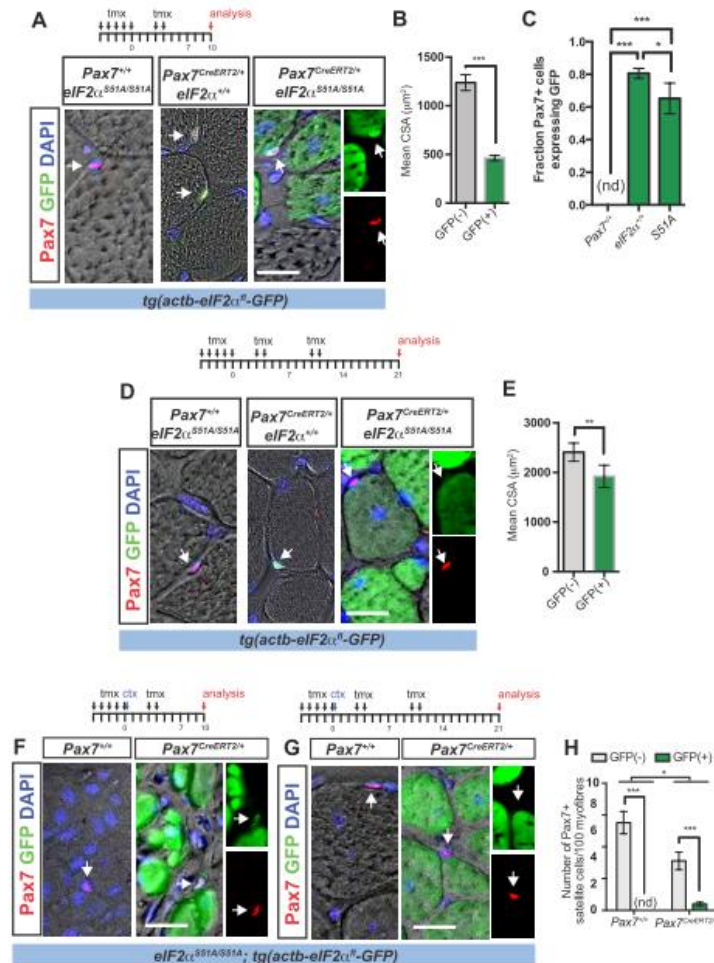 tmx tmx analysis
0 10
A
Pax7+/+
eIF2αS51A/S51A
Pax7CreERT2/+
eIF2α+/+
Pax7CreERT2/+
eIF2αS51A/S51A
Pax7 GFP DAPI
tg(actb-eIF2αfl-GFP)
B
Mean CSA (μm²)
1500
1000
500
0
***
GFP(-)
GFP(+)
C
Fraction Pax7+ cells
expressing GFP
1.0
0.8
0.6
0.4
0.2
0.0
***
*** *
(nd)
Pax7+/+
eIF2α+/+
S51A
tmx tmx tmx analysis
0 7 14 21
D
Pax7+/+
eIF2αS51A/S51A
Pax7CreERT2/+
eIF2α+/+
Pax7CreERT2/+
eIF2αS51A/S51A
Pax7 GFP DAPI
tg(actb-eIF2αfl-GFP)
E
Mean CSA (μm²)
3000
2000
1000
0
**
GFP(-)
GFP(+)
tmx ctx tmx analysis
0 10
F
Pax7+/+
Pax7CreERT2/+
Pax7 GFP DAPI
tmx ctx tmx tmx analysis
0 7 14 21
G
Pax7+/+
Pax7CreERT2/+
Pax7 GFP DAPI
eIF2αS51A/S51A; tg(actb-eIF2αfl-GFP)
H
GFP(-)
GFP(+)
Number of Pax7+
satellite cells/100 myofibres
10
8
6
4
2
0
*
***
***
(nd)
Pax7+/+
Pax7CreERT2/